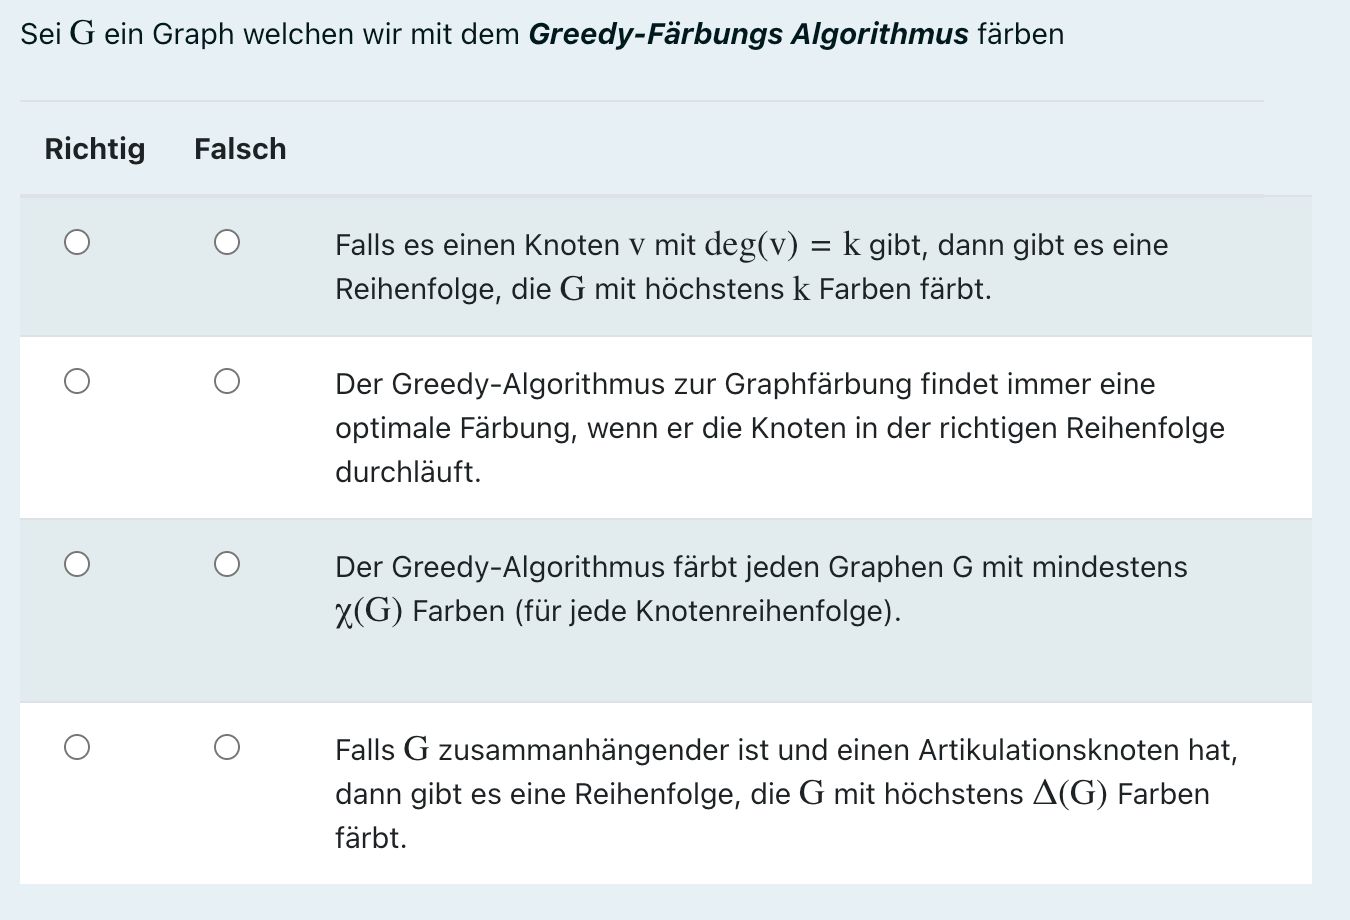 Sei G ein Graph welchen wir mit dem Greedy-Färbungs Algorithmus färben
Richtig Falsch
Falls es einen Knoten v mit deg(v) = k gibt, dann gibt es eine
Reihenfolge, die G mit höchstens k Farben färbt.
Der Greedy-Algorithmus zur Graphfärbung findet immer eine
optimale Färbung, wenn er die Knoten in der richtigen Reihenfolge
durchläuft.
Der Greedy-Algorithmus färbt jeden Graphen G mit mindestens
χ(G) Farben (für jede Knotenreihenfolge).
Falls G zusammanhängender ist und einen Artikulationsknoten hat,
dann gibt es eine Reihenfolge, die G mit höchstens Δ(G) Farben
färbt.